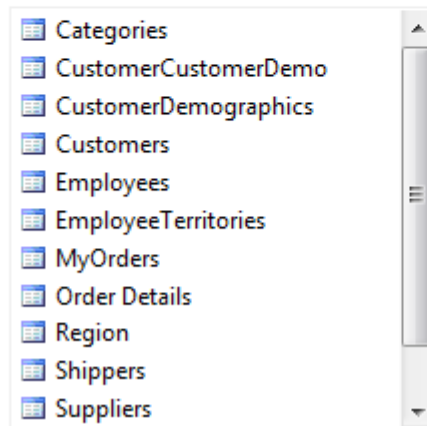 Categories
CustomerCustomerDemo
CustomerDemographics
Customers
Employees
EmployeeTerritories
MyOrders
Order Details
Region
Shippers
Suppliers